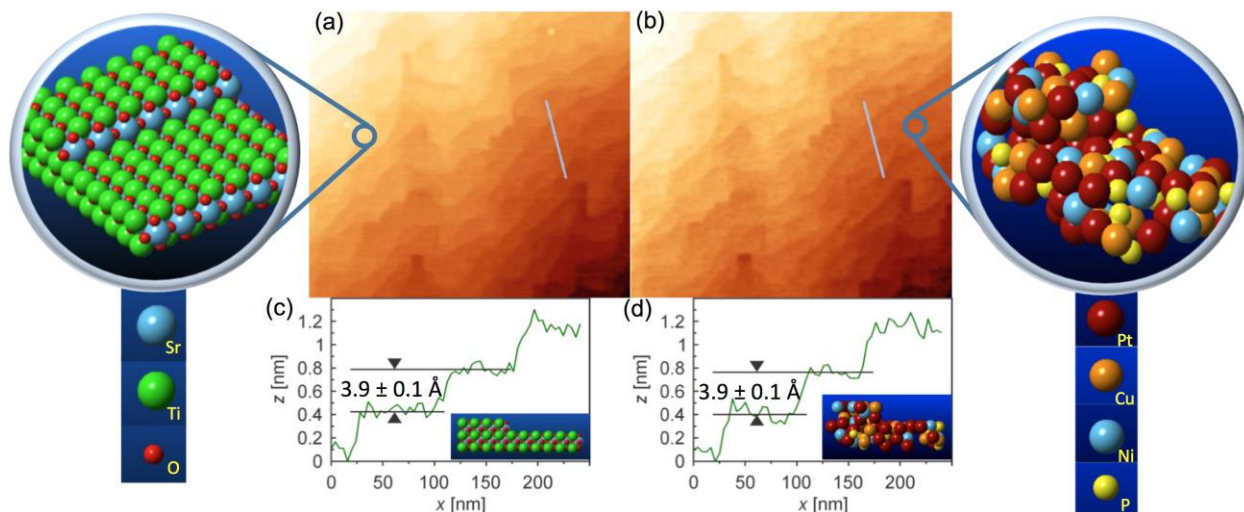 (a)
(b)
Sr
Ti
O
(c)
z [nm]
1.2
1
0.8
0.6
0.4
0.2
0
3.9 ± 0.1 Å
0 50 100 150 200
x [nm]
(d)
z [nm]
1.2
1
0.8
0.6
0.4
0.2
0
3.9 ± 0.1 Å
0 50 100 150 200
x [nm]
Pt
Cu
Ni
P